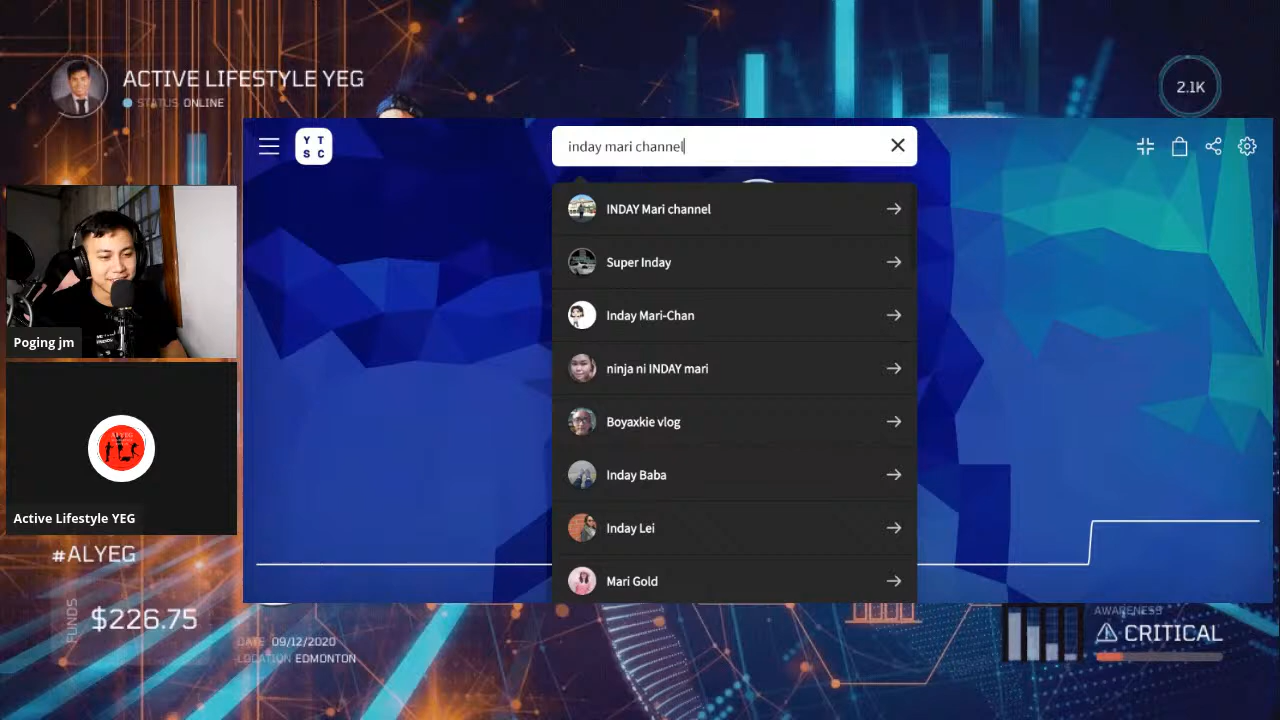 ACTIVE LIFESTYLE YEG
STATUS ONLINE
2.1K
Y T
S C
inday mari channel
INDAY Mari channel
Super Inday
Inday Mari-Chan
ninja ni INDAY mari
Boyaxkie vlog
Inday Baba
Inday Lei
Mari Gold
Poging jm
ALYEG
Active Lifestyle YEG
#ALYEG
FUNDS
$226.75
DATE 09/12/2020
LOCATION EDMONTON
AWARENESS
CRITICAL